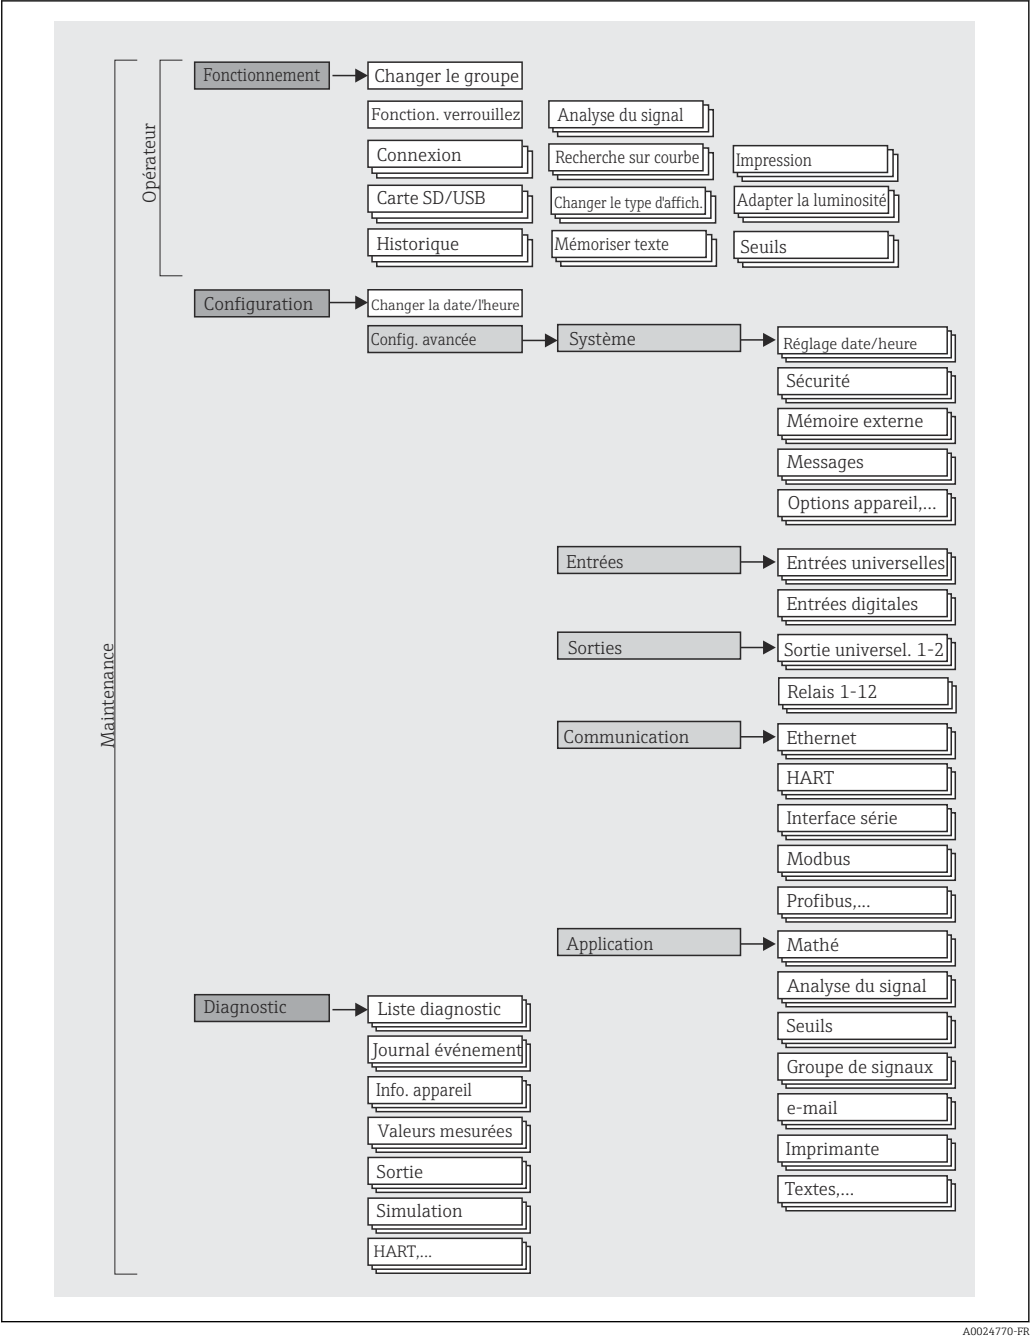 Maintenance
Opérateur
Fonctionnement
Changer le groupe
Fonction. verrouillez
Analyse du signal
Connexion
Recherche sur courbe
Impression
Carte SD/USB
Changer le type d'affich.
Adapter la luminosité
Historique
Mémoriser texte
Seuils
Configuration
Changer la date/l'heure
Config. avancée
Système
Réglage date/heure
Sécurité
Mémoire externe
Messages
Options appareil,...
Entrées
Entrées universelles
Entrées digitales
Sorties
Sortie universel. 1-2
Relais 1-12
Communication
Ethernet
HART
Interface série
Modbus
Profibus,...
Application
Mathé
Analyse du signal
Seuils
Groupe de signaux
e-mail
Imprimante
Textes,...
Diagnostic
Liste diagnostic
Journal événement
Info. appareil
Valeurs mesurées
Sortie
Simulation
HART,...
A0024770-FR